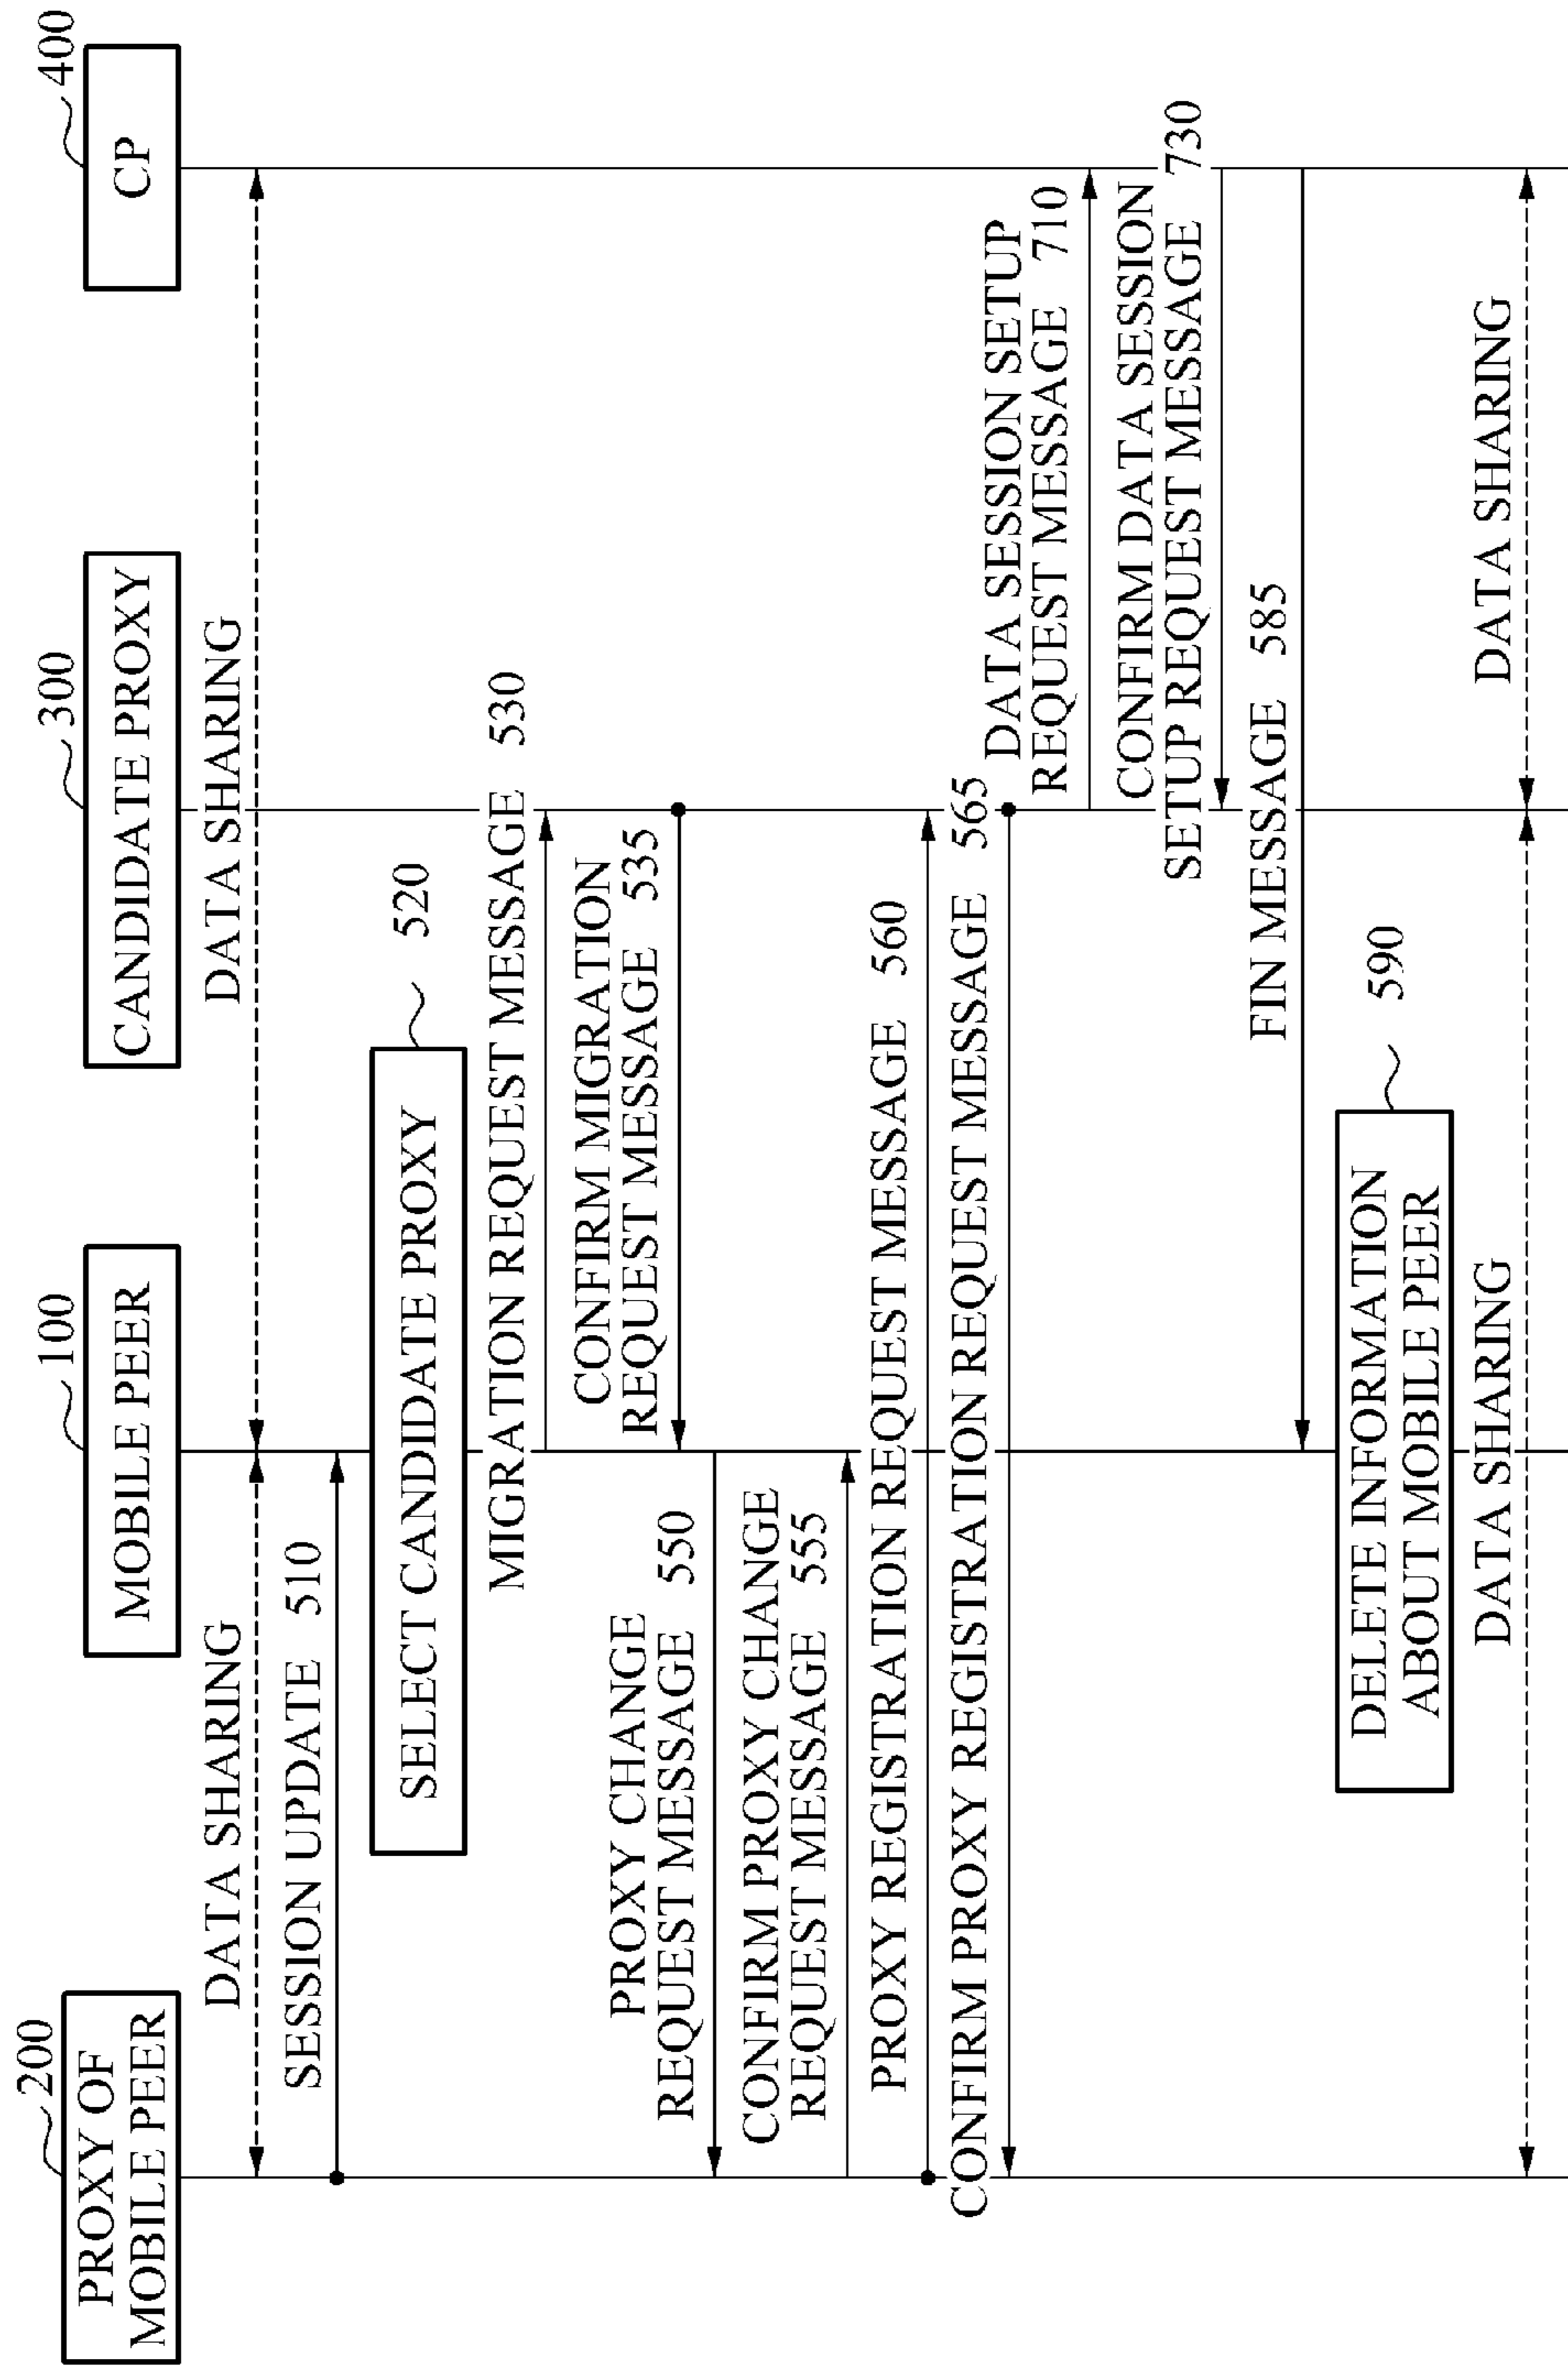 200
PROXY OF
MOBILE PEER
100
MOBILE PEER
300
CANDIDATE PROXY
400
CP
DATA SHARING
DATA SHARING
SESSION UPDATE 510
SELECT CANDIDATE PROXY
520
MIGRATION REQUEST MESSAGE 530
CONFIRM MIGRATION
REQUEST MESSAGE 535
PROXY CHANGE
REQUEST MESSAGE 550
CONFIRM PROXY CHANGE
REQUEST MESSAGE 555
PROXY REGISTRATION REQUEST MESSAGE 560
CONFIRM PROXY REGISTRATION REQUEST MESSAGE 565
DATA SESSION SETUP
REQUEST MESSAGE 710
CONFIRM DATA SESSION
SETUP REQUEST MESSAGE 730
FIN MESSAGE 585
DELETE INFORMATION
ABOUT MOBILE PEER
590
DATA SHARING
DATA SHARING